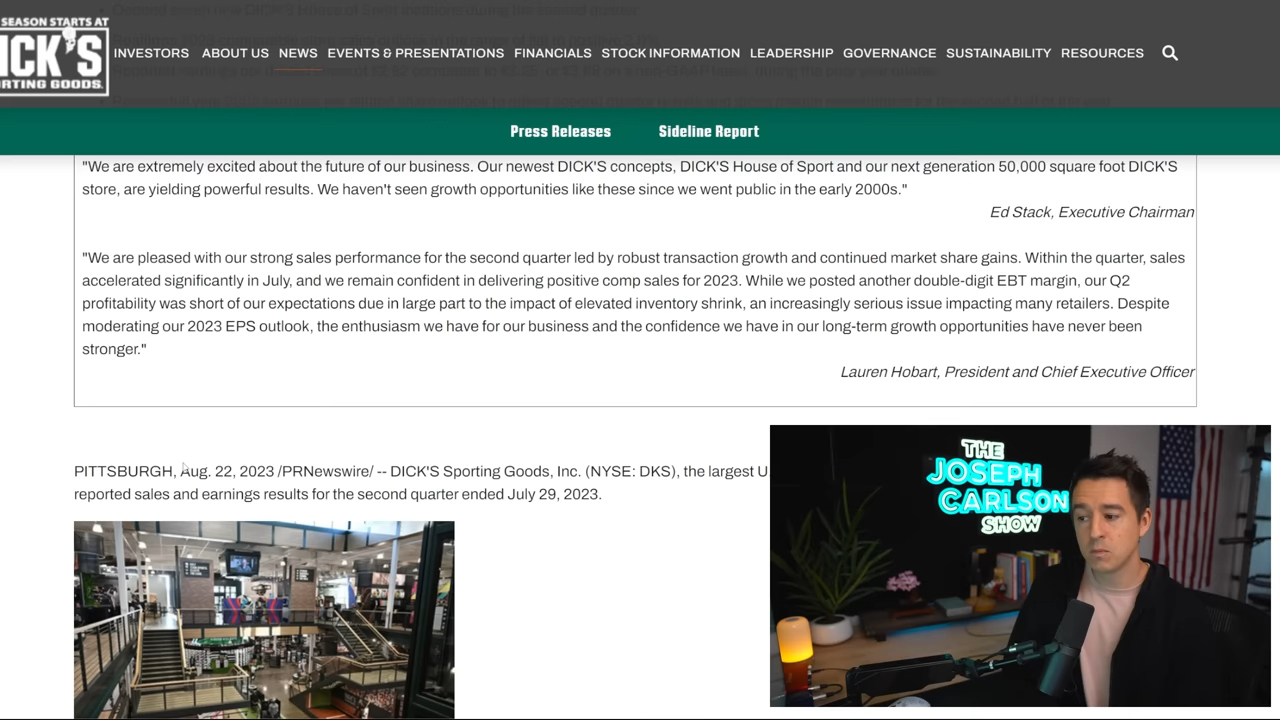 SEASON STARTS AT
DICK'S
RTING GOODS.
INVESTORS ABOUT US NEWS EVENTS & PRESENTATIONS FINANCIALS STOCK INFORMATION LEADERSHIP GOVERNANCE SUSTAINABILITY RESOURCES
Press Releases Sideline Report
"We are extremely excited about the future of our business. Our newest DICK'S concepts, DICK'S House of Sport and our next generation 50,000 square foot DICK'S
store, are yielding powerful results. We haven't seen growth opportunities like these since we went public in the early 2000s."
Ed Stack, Executive Chairman
"We are pleased with our strong sales performance for the second quarter led by robust transaction growth and continued market share gains. Within the quarter, sales
accelerated significantly in July, and we remain confident in delivering positive comp sales for 2023. While we posted another double-digit EBT margin, our Q2
profitability was short of our expectations due in large part to the impact of elevated inventory shrink, an increasingly serious issue impacting many retailers. Despite
moderating our 2023 EPS outlook, the enthusiasm we have for our business and the confidence we have in our long-term growth opportunities have never been
stronger."
Lauren Hobart, President and Chief Executive Officer
PITTSBURGH, Aug. 22, 2023 /PRNewswire/ -- DICK'S Sporting Goods, Inc. (NYSE: DKS), the largest U
reported sales and earnings results for the second quarter ended July 29, 2023.
THE
JOSEPH
CARLSON
SHOW